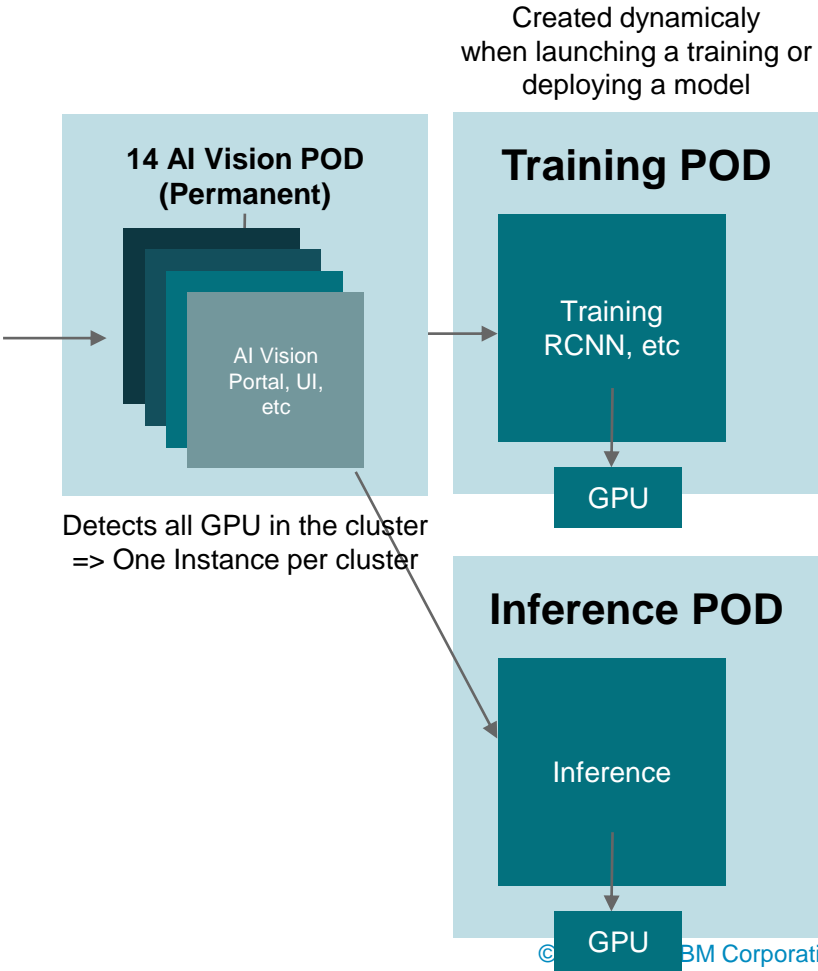 Created dynamicaly
when launching a training or
deploying a model
14 AI Vision POD
(Permanent)
AI Vision
Portal, UI,
etc
Detects all GPU in the cluster
=> One Instance per cluster
Training POD
Training
RCNN, etc
GPU
Inference POD
Inference
GPU
©